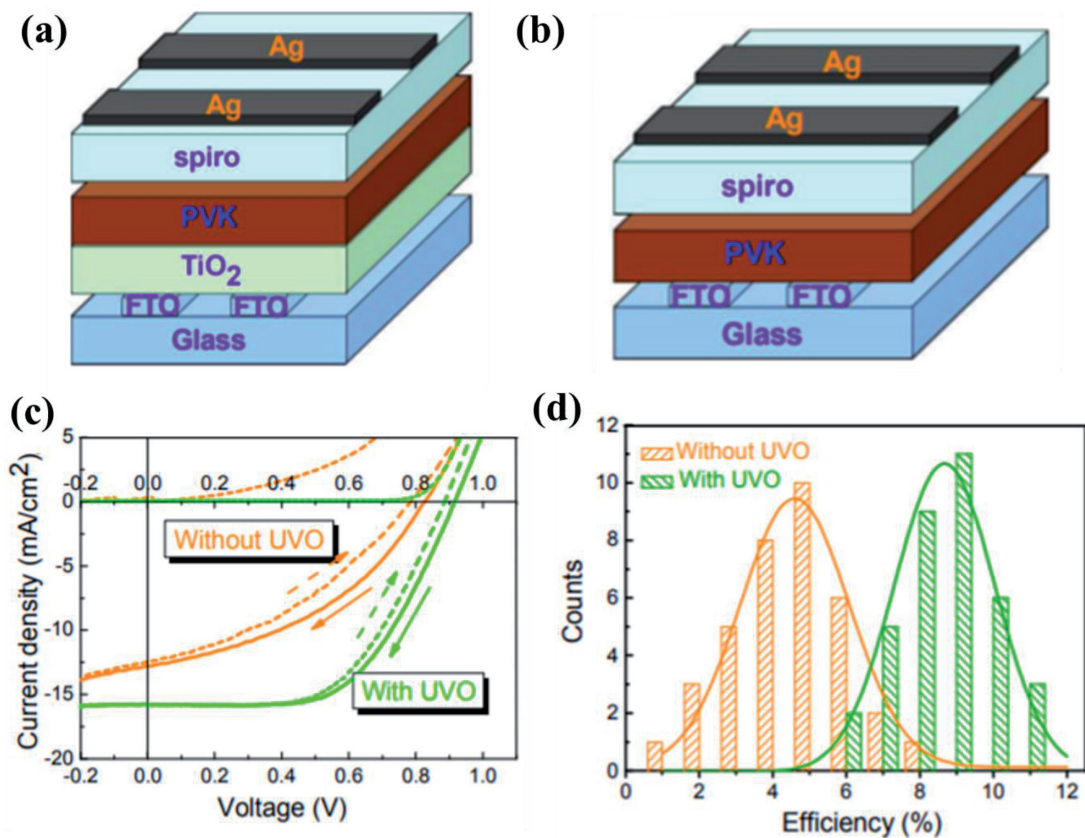 (a)
Ag
Ag
spiro
PVK
TiO2
FTO FTO
Glass
(b)
Ag
Ag
spiro
PVK
FTO FTO
Glass
(c)
5
-0.2 0.0 0.2 0.4 0.6 0.8 1.0
0
-5
-10
-15
-20
Without UVO
With UVO
-0.2 0.0 0.2 0.4 0.6 0.8 1.0
Voltage (V)
Current density (mA/cm2)
(d)
12
10
8
6
4
2
0
Without UVO
With UVO
0 2 4 6 8 10 12
Efficiency (%)
Counts